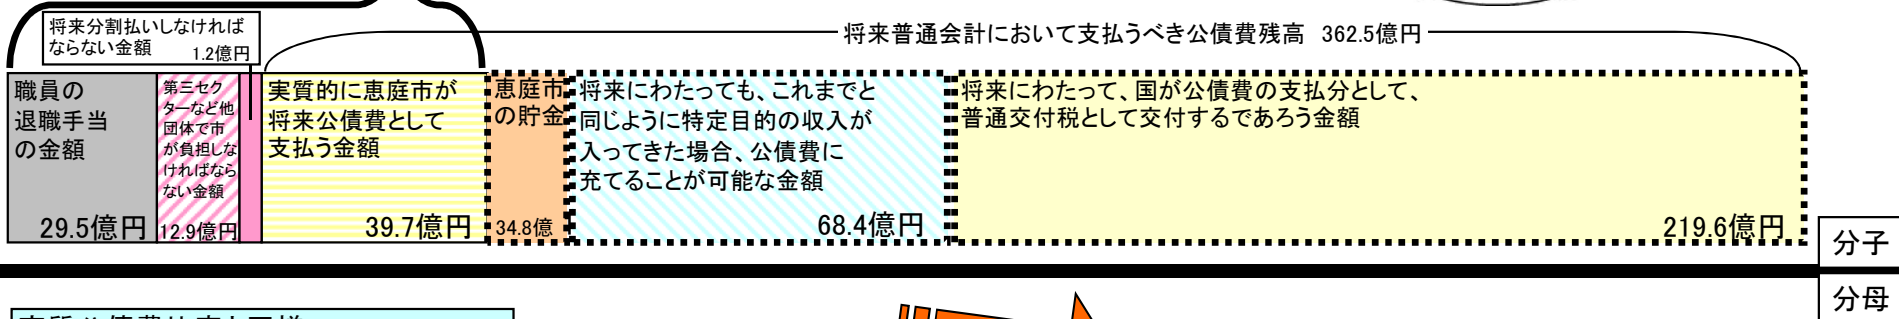 将来分割払いしなければ
ならない金額 1.2億円
将来普通会計において支払うべき公債費残高 362.5億円
職員の
退職手当
の金額
29.5億円
第三セク
ターなど他
団体で市
が負担しな
ければなら
ない金額
12.9億円
実質的に恵庭市が
将来公債費として
支払う金額
39.7億円
恵庭市
の貯金
34.8億
将来にわたっても、これまでと
同じように特定目的の収入が
入ってきた場合、公債費に
充てることが可能な金額
68.4億円
将来にわたって、国が公債費の支払分として、
普通交付税として交付するであろう金額
219.6億円
分子
分母